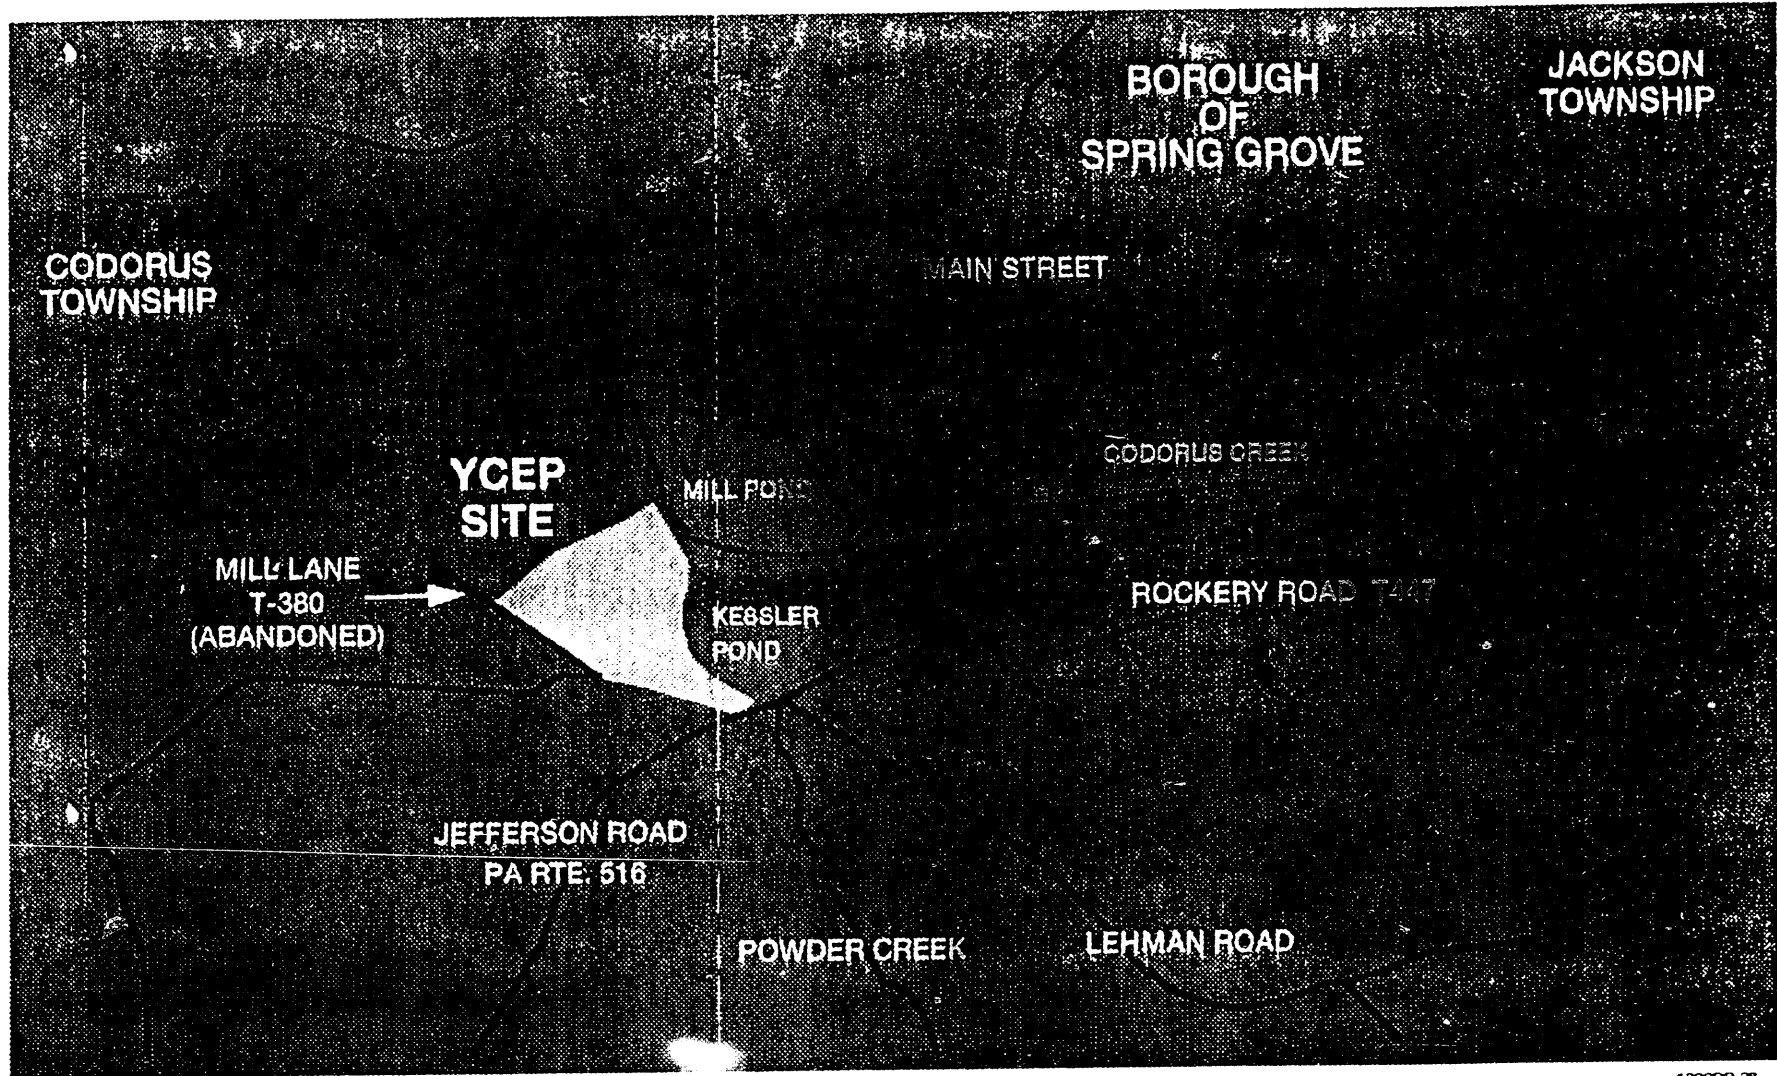 BOROUGH
OF
SPRING GROVE
JACKSON
TOWNSHIP
CODORUS
TOWNSHIP
MAIN STREET
CODORUS CREEK
YCEP
SITE
MILL POND
MILL LANE
T-380
(ABANDONED)
ROCKERY ROAD T447
KESSLER
POND
JEFFERSON ROAD
PA RTE. 516
POWDER CREEK
LEHMAN ROAD